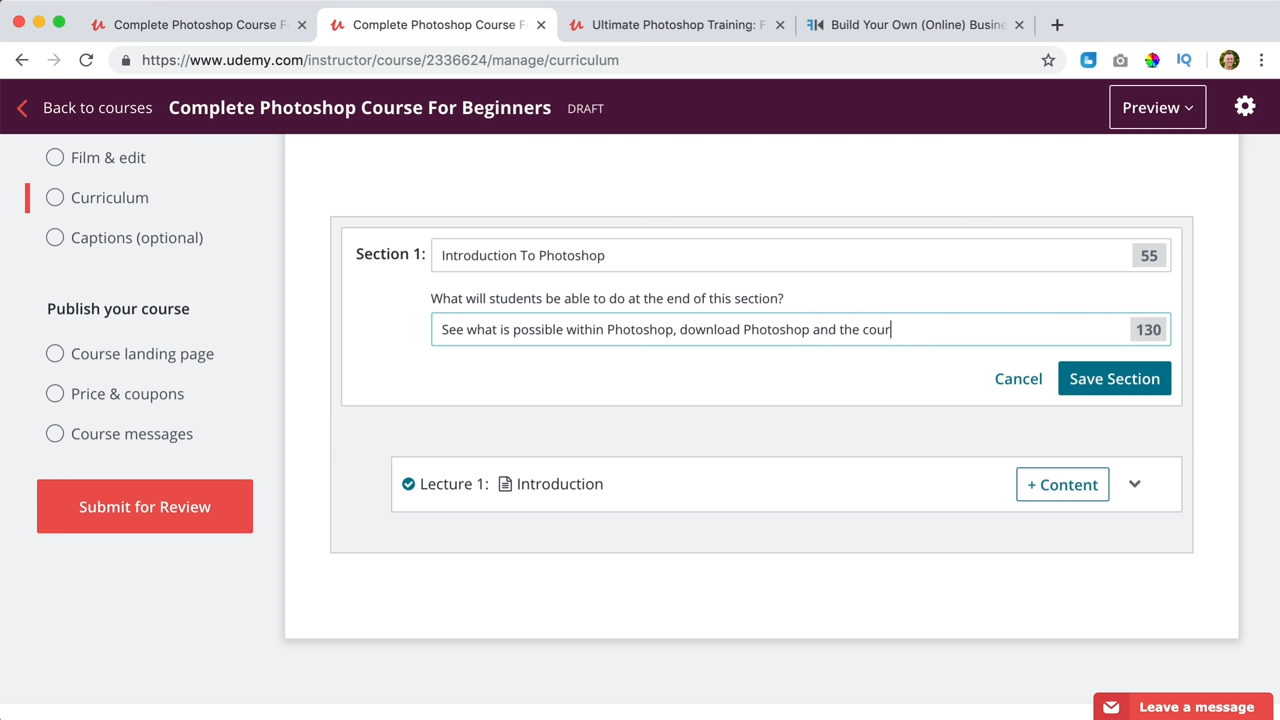 Complete Photoshop Course F
Complete Photoshop Course F
Ultimate Photoshop Training: F
Build Your Own (Online) Busine
https://www.udemy.com/instructor/course/2336624/manage/curriculum
IQ
Back to courses
Complete Photoshop Course For Beginners
DRAFT
Preview
Film & edit
Curriculum
Captions (optional)
Publish your course
Course landing page
Price & coupons
Course messages
Submit for Review
Section 1:
Introduction To Photoshop
55
What will students be able to do at the end of this section?
See what is possible within Photoshop, download Photoshop and the cour
130
Cancel
Save Section
Lecture 1:
Introduction
+ Content
Leave a message